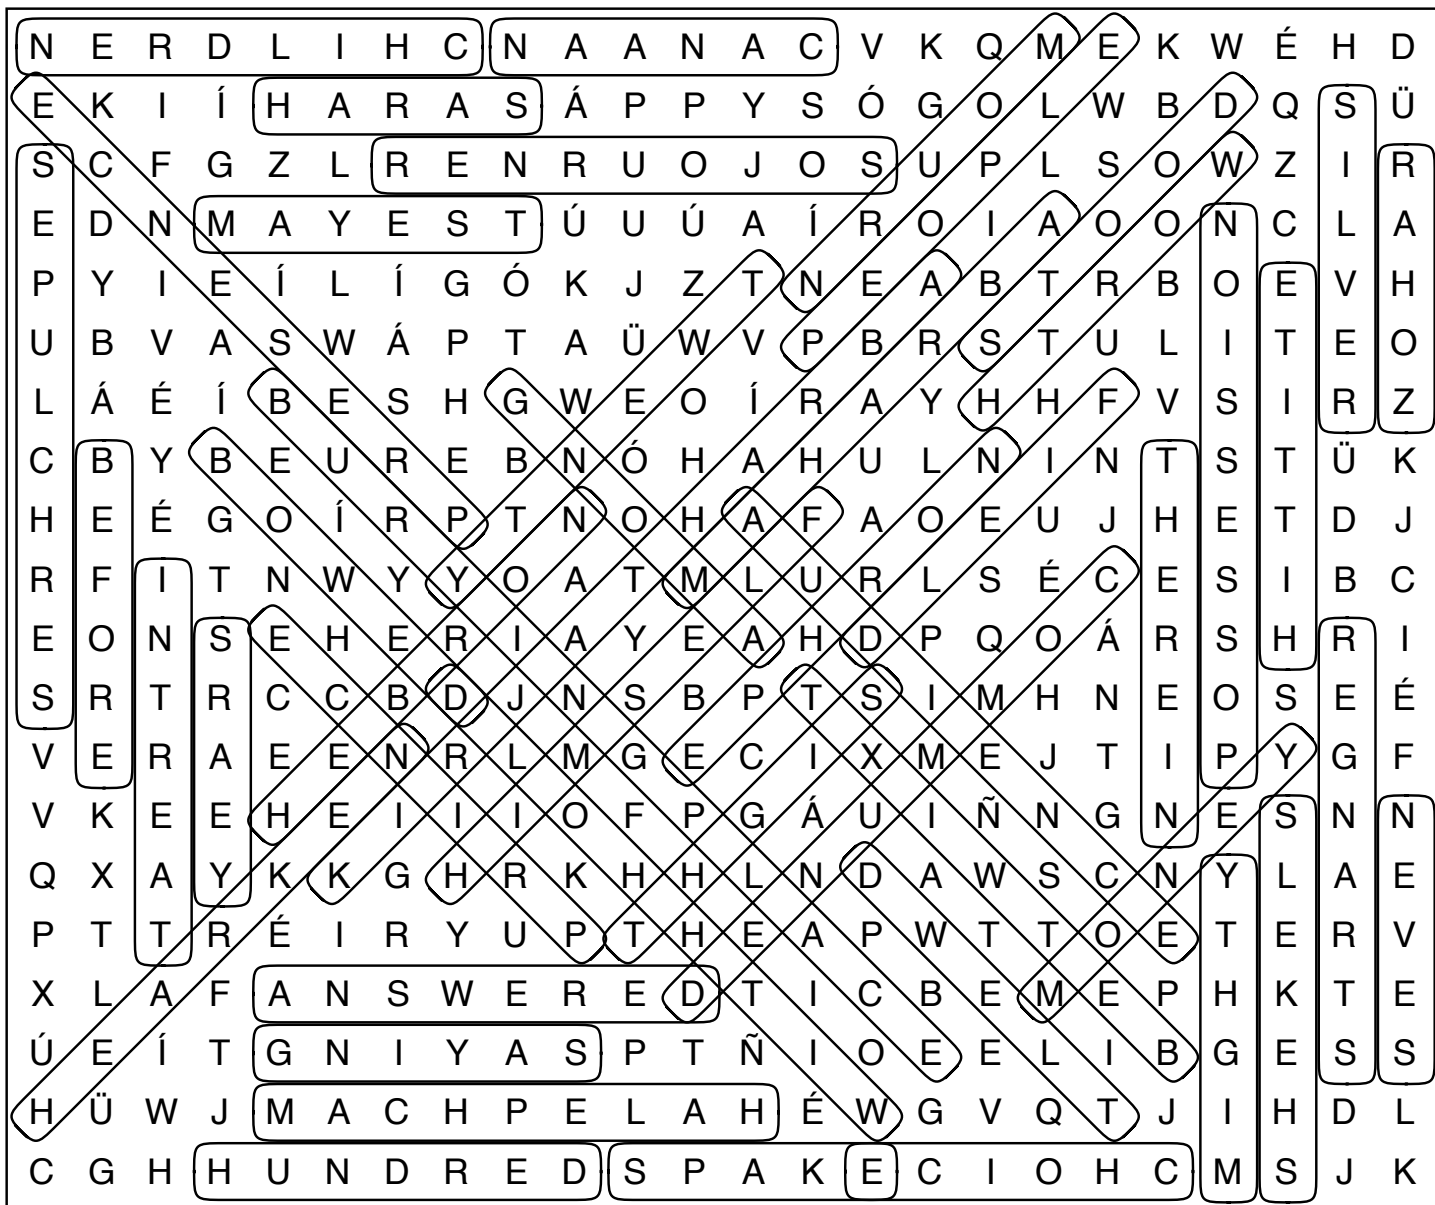 N E R D L I H C N A A N A C V K Q M E K W É H D
E K I Í H A R A S Á P P Y S Ó G O L W B D Q S Ü
S C F G Z L R E N R U O J O S U P L S O W Z I R
E D N M A Y E S T Ú U Ú A Í R O I A O O N C L A
P Y I E Í L Í G Ó K J Z T N E A B T R B O E V H
U B V A S W Á P T A Ü W V P B R S T U L I T E O
L Á É Í B E S H G W E O Í R A Y H H F V S I R Z
C B Y B E U R E B N Ó H A H U L N I N T S T Ü K
H E É G O Í R P T N O H A F A O E U J H E T D J
R F I T N W Y Y O A T M L U R L S É C E S I B C
E O N S E H E R I A Y E A H D P Q O Á R S H R I
S R T R C C B D J N S B P T S I M H N E O S E É
V E R A E E N R L M G E C I X M E J T I P Y G F
V K E E H E I I I O F P G Á U I Ñ N G N E S N N
Q X A Y K K G H R K H H L N D A W S C N Y L A E
P T T R É I R Y U P T H E A P W T T O E T E R V
X L A F A N S W E R E D T I C B E M E P H K T E
Ú E Í T G N I Y A S P T Ñ I O E E L I B G E S S
H Ü W J M A C H P E L A H É W G V Q T J I H D L
C G H H U N D R E D S P A K E C I O H C M S J K